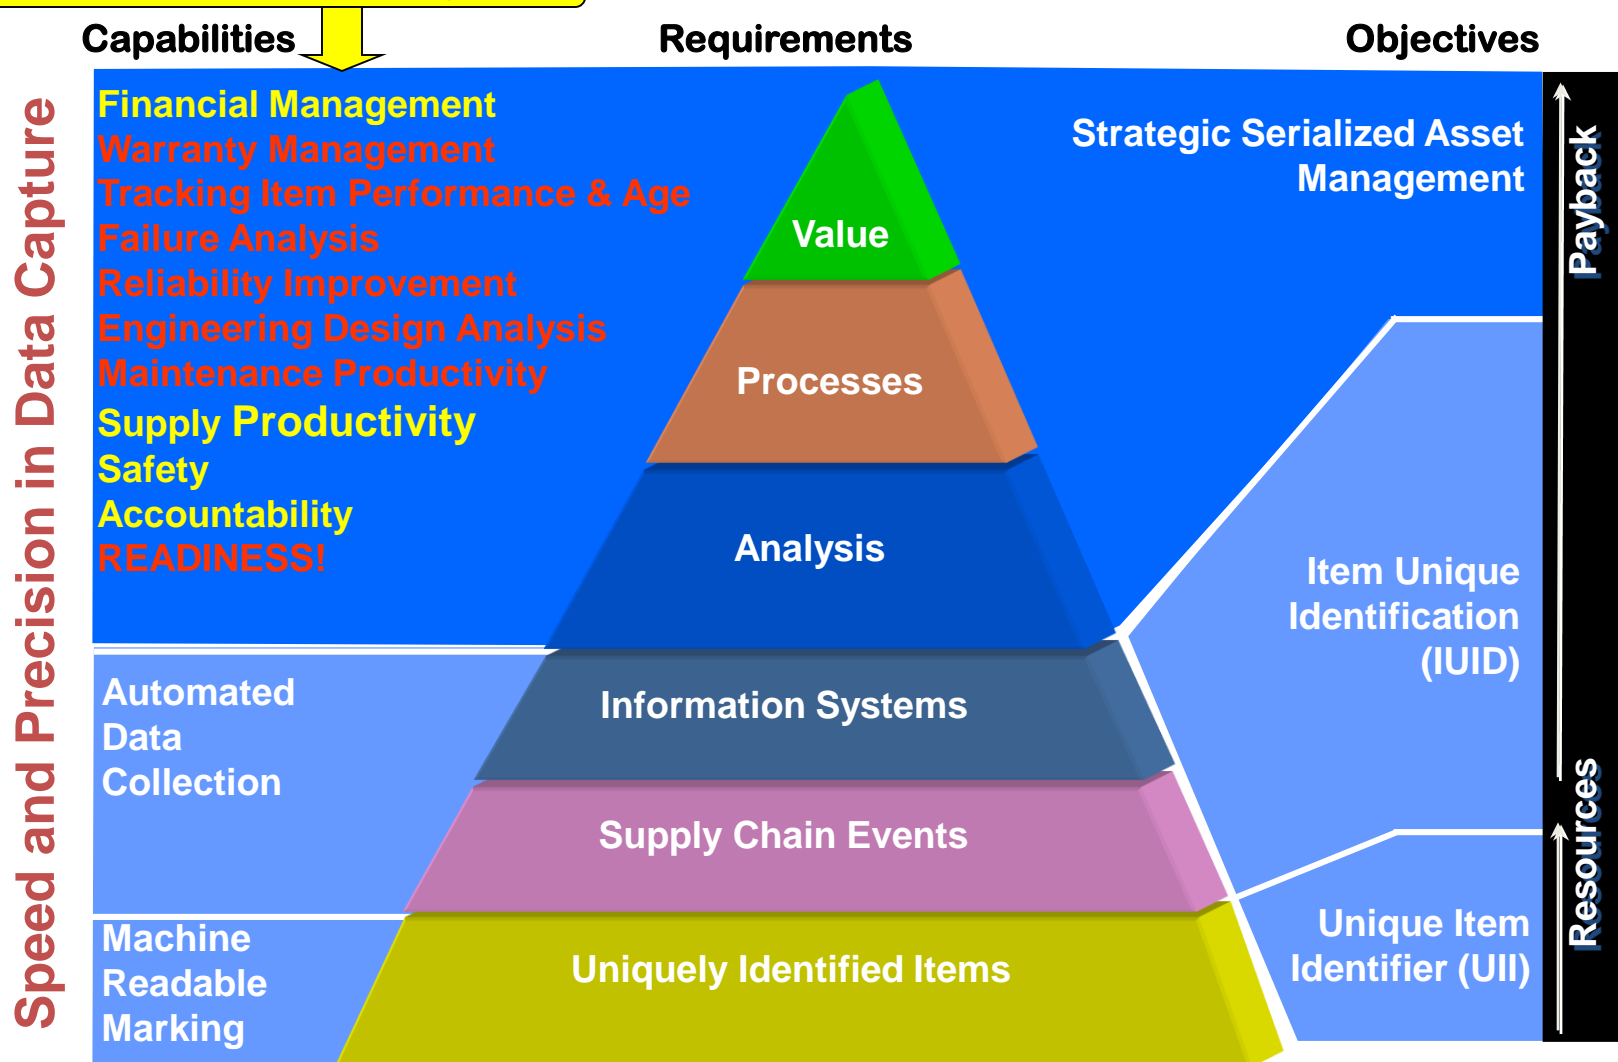 Capabilities
Requirements
Objectives
Speed and Precision in Data Capture
Financial Management
Warranty Management
Tracking Item Performance & Age
Failure Analysis
Reliability Improvement
Engineering Design Analysis
Maintenance Productivity
Supply Productivity
Safety
Accountability
READINESS!
Automated
Data
Collection
Machine
Readable
Marking
Value
Processes
Analysis
Information Systems
Supply Chain Events
Uniquely Identified Items
Strategic Serialized Asset
Management
Item Unique
Identification
(IUID)
Unique Item
Identifier (UII)
Payback
Resources